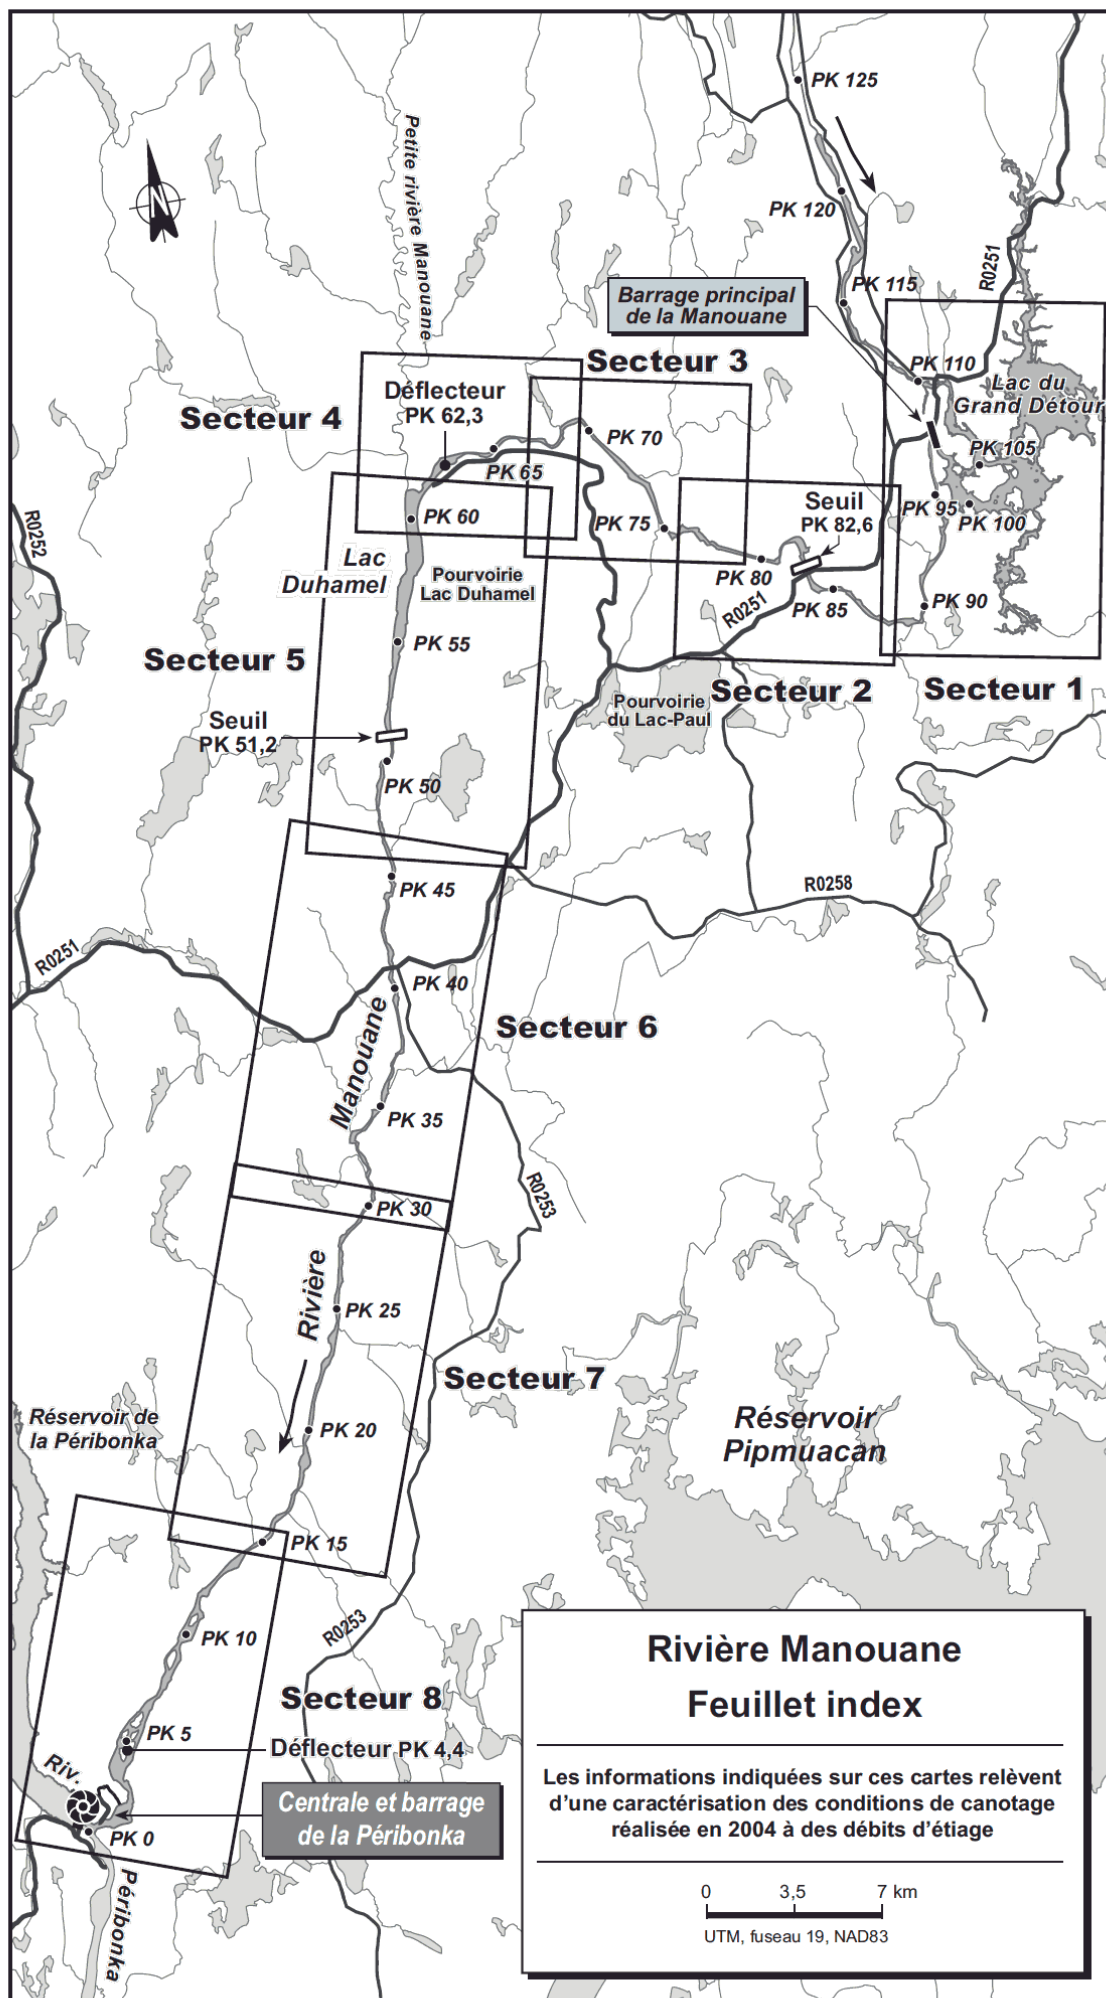 PK 125
Petite rivière Manouane
N
PK 120
R0251
PK 115
Barrage principal
de la Manouane
Secteur 3
PK 110
Lac du
Grand Détour
Déflecteur
PK 62,3
Secteur 4
PK 70
PK 105
PK 65
Seuil
PK 82,6
PK 95
PK 100
R0252
PK 60
PK 75
Lac
Duhamel
Pourvoirie
Lac Duhamel
PK 80
R0251
PK 85
PK 90
PK 55
Secteur 5
Secteur 2
Secteur 1
Pourvoirie
du Lac-Paul
Seuil
PK 51,2
PK 50
PK 45
R0258
R0251
PK 40
Secteur 6
Manouane
PK 35
R0253
PK 30
Rivière
PK 25
Secteur 7
Réservoir de
la Péribonka
PK 20
Réservoir
Pipmuacan
PK 15
PK 10
R0253
Secteur 8
PK 5
Déflecteur PK 4,4
Riv.
Centrale et barrage
de la Péribonka
PK 0
Péribonka
Rivière Manouane
Feuillet index
Les informations indiquées sur ces cartes relèvent
d'une caractérisation des conditions de canotage
réalisée en 2004 à des débits d'étiage
0 3,5 7 km
UTM, fuseau 19, NAD83